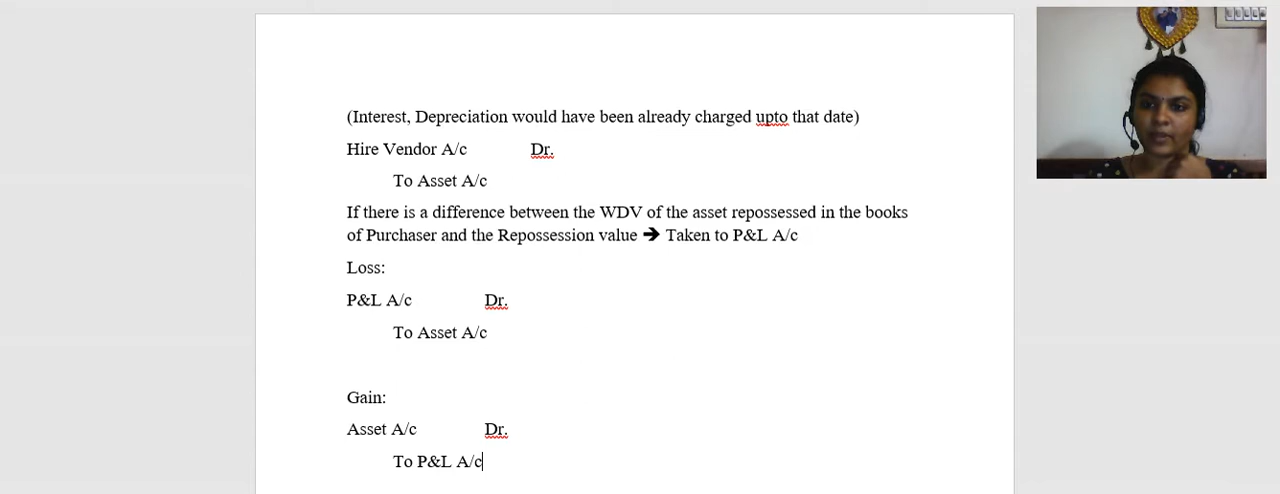 (Interest, Depreciation would have been already charged upto that date)
Hire Vendor A/c Dr.
To Asset A/c
If there is a difference between the WDV of the asset repossessed in the books
of Purchaser and the Repossession value ➔ Taken to P&L A/c
Loss:
P&L A/c Dr.
To Asset A/c
Gain:
Asset A/c Dr.
To P&L A/c